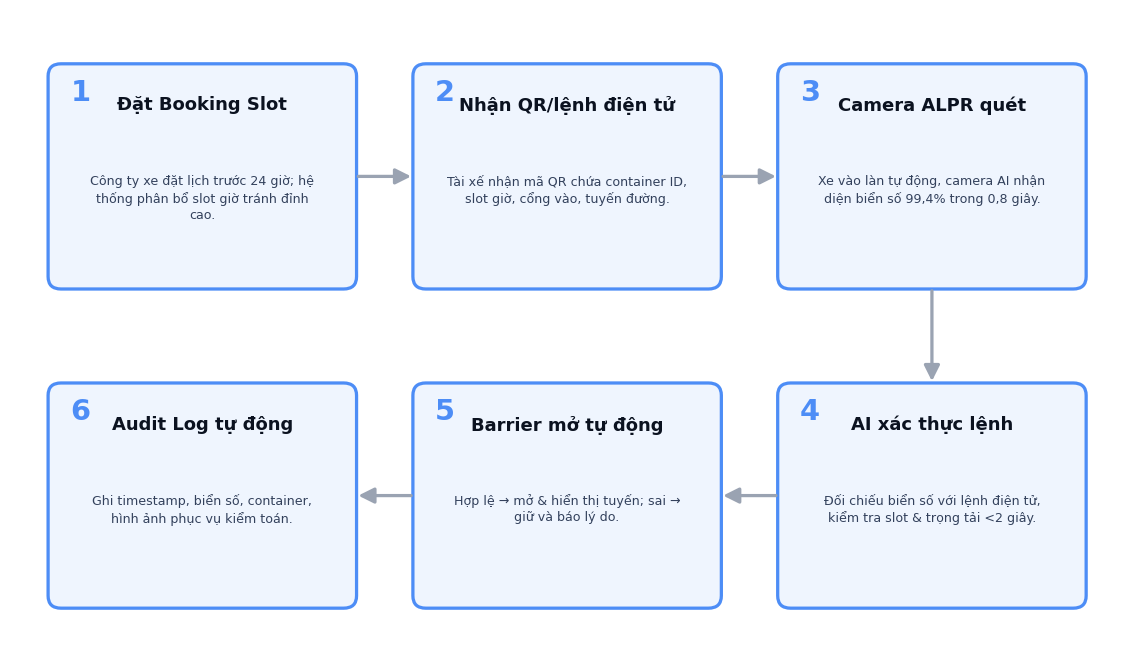 1
Đặt Booking Slot
Công ty xe đặt lịch trước 24 giờ; hệ
thống phân bổ slot giờ tránh đỉnh
cao.
2
Nhận QR/lệnh điện tử
Tài xế nhận mã QR chứa container ID,
slot giờ, cổng vào, tuyến đường.
3
Camera ALPR quét
Xe vào làn tự động, camera AI nhận
diện biển số 99,4% trong 0,8 giây.
4
AI xác thực lệnh
Đối chiếu biển số với lệnh điện tử,
kiểm tra slot & trọng tải <2 giây.
5
Barrier mở tự động
Hợp lệ → mở & hiển thị tuyến; sai →
giữ và báo lý do.
6
Audit Log tự động
Ghi timestamp, biển số, container,
hình ảnh phục vụ kiểm toán.